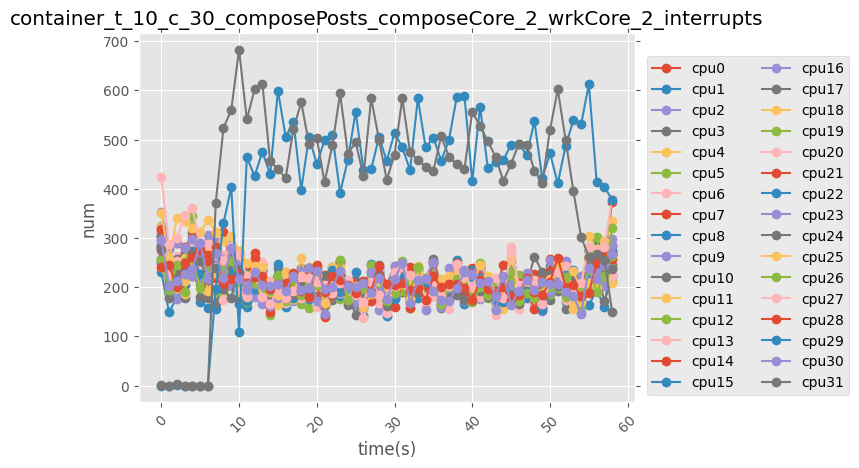 container_t_10_c_30_composePosts_composeCore_2_wrkCore_2_interrupts
700
600
500
400
300
200
100
0
num
0
10
20
30
40
50
60
time(s)
cpu0
cpu1
cpu2
cpu3
cpu4
cpu5
cpu6
cpu7
cpu8
cpu9
cpu10
cpu11
cpu12
cpu13
cpu14
cpu15
cpu16
cpu17
cpu18
cpu19
cpu20
cpu21
cpu22
cpu23
cpu24
cpu25
cpu26
cpu27
cpu28
cpu29
cpu30
cpu31